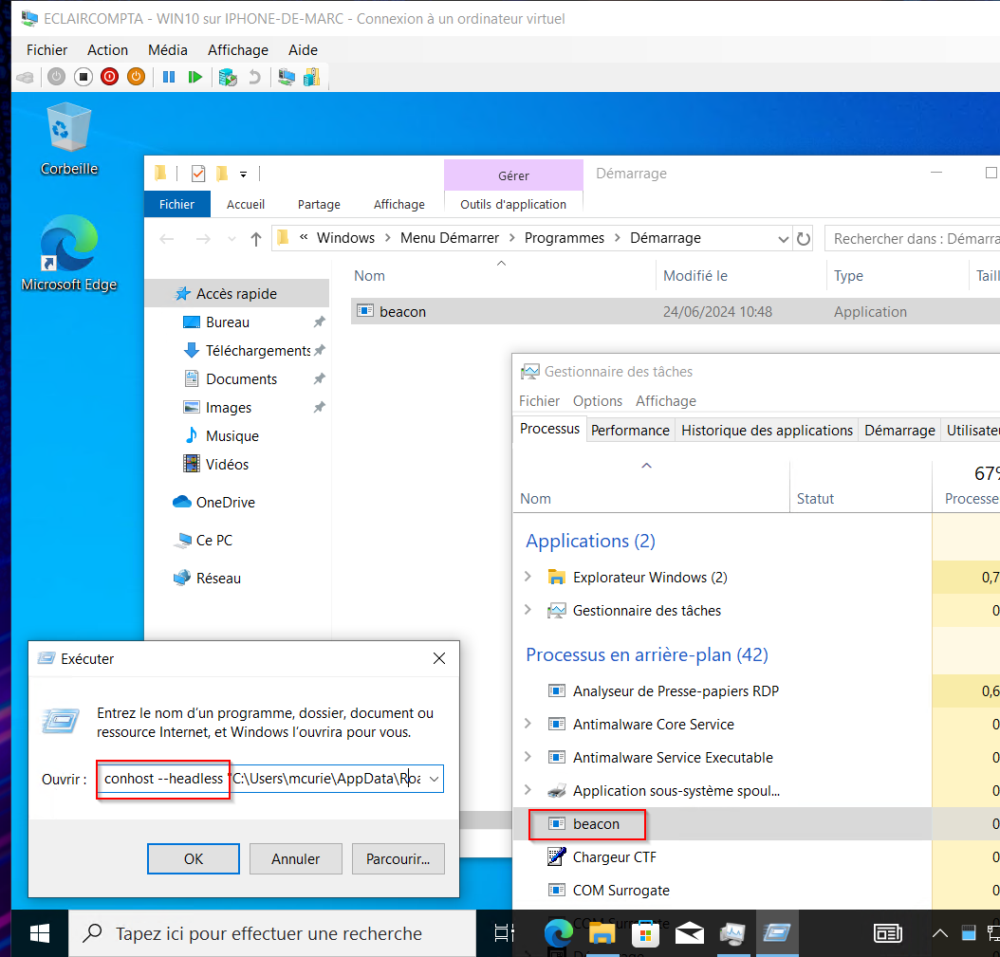 ECLAIRCOMPTA - WIN10 sur IPHONE-DE-MARC - Connexion à un ordinateur virtuel
Fichier Action Média Affichage Aide
Corbeille
Microsoft Edge
Gérer Démarrage
Fichier Accueil Partage Affichage Outils d'application
« Windows > Menu Démarrer > Programmes > Démarrage Rechercher dans : Démarra
Nom Modifié le Type Taill
beacon 24/06/2024 10:48 Application
Accès rapide
Bureau
Téléchargements
Documents
Images
Musique
Vidéos
OneDrive
Ce PC
Réseau
Gestionnaire des tâches
Fichier Options Affichage
Processus Performance Historique des applications Démarrage Utilisateu
67%
Nom Statut Processe
Applications (2)
Explorateur Windows (2) 0,7
Gestionnaire des tâches 0
Processus en arrière-plan (42)
Analyseur de Presse-papiers RDP 0,6
Antimalware Core Service 0
Antimalware Service Executable 0
Application sous-système spoul... 0
beacon 0
Chargeur CTF 0
COM Surrogate 0
COM Surrogate
Exécuter
Entrez le nom d'un programme, dossier, document ou
ressource Internet, et Windows l'ouvrira pour vous.
Ouvrir : conhost --headless "C:\Users\mcurie\AppData\Roa
OK Annuler Parcourir...
Tapez ici pour effectuer une recherche